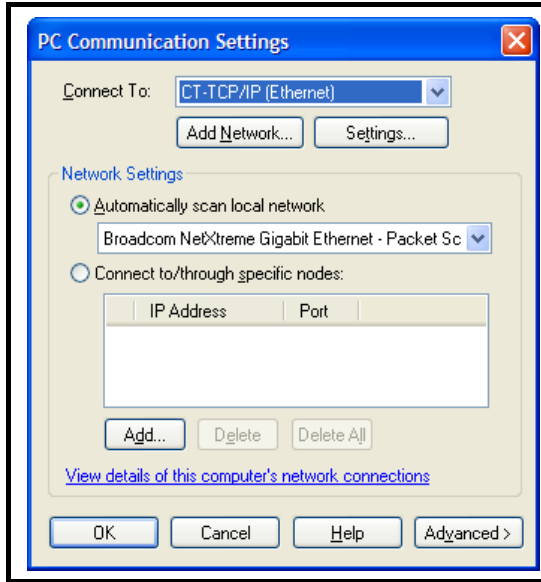 PC Communication Settings
Connect To: CT-TCP/IP (Ethernet)
Add Network... Settings...
Network Settings
Automatically scan local network
Broadcom NetXtreme Gigabit Ethernet - Packet Sc
Connect to/through specific nodes:
IP Address Port
Add... Delete Delete All
View details of this computer's network connections
OK Cancel Help Advanced >